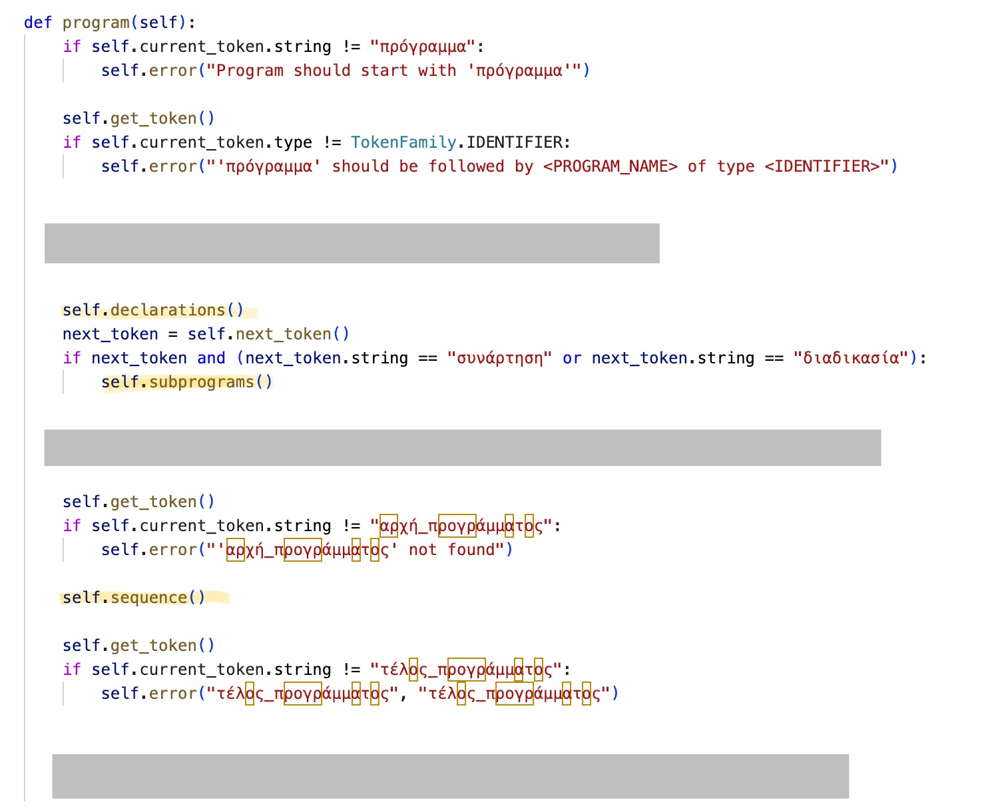 def program(self):
if self.current_token.string != "πρόγραμμα":
self.error("Program should start with 'πρόγραμμα'")
self.get_token()
if self.current_token.type != TokenFamily.IDENTIFIER:
self.error("'πρόγραμμα' should be followed by <PROGRAM_NAME> of type <IDENTIFIER>")
self.declarations()
next_token = self.next_token()
if next_token and (next_token.string == "συνάρτηση" or next_token.string == "διαδικασία"):
self.subprograms()
self.get_token()
if self.current_token.string != "αρχή_προγράμματος":
self.error("'αρχή_προγράμματος' not found")
self.sequence()
self.get_token()
if self.current_token.string != "τέλος_προγράμματος":
self.error("τέλος_προγράμματος", "τέλος_προγράμματος")